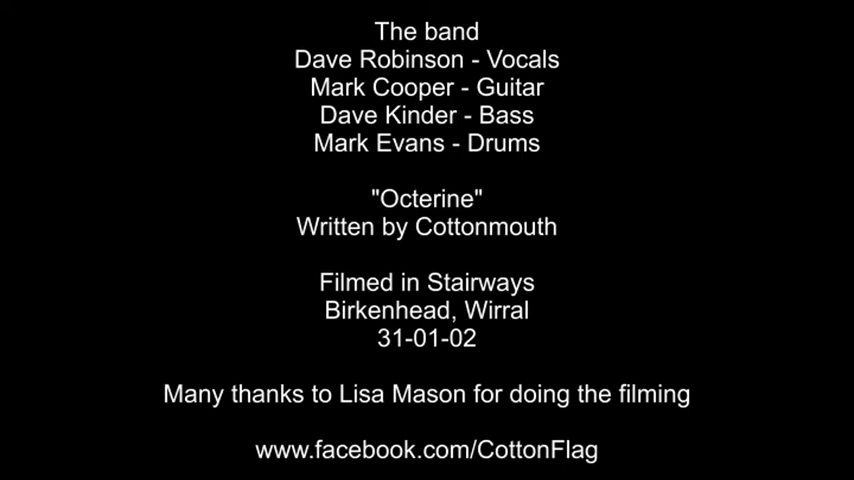 The band
Dave Robinson - Vocals
Mark Cooper - Guitar
Dave Kinder - Bass
Mark Evans - Drums
"Octerine"
Written by Cottonmouth
Filmed in Stairways
Birkenhead, Wirral
31-01-02
Many thanks to Lisa Mason for doing the filming
www.facebook.com/CottonFlag